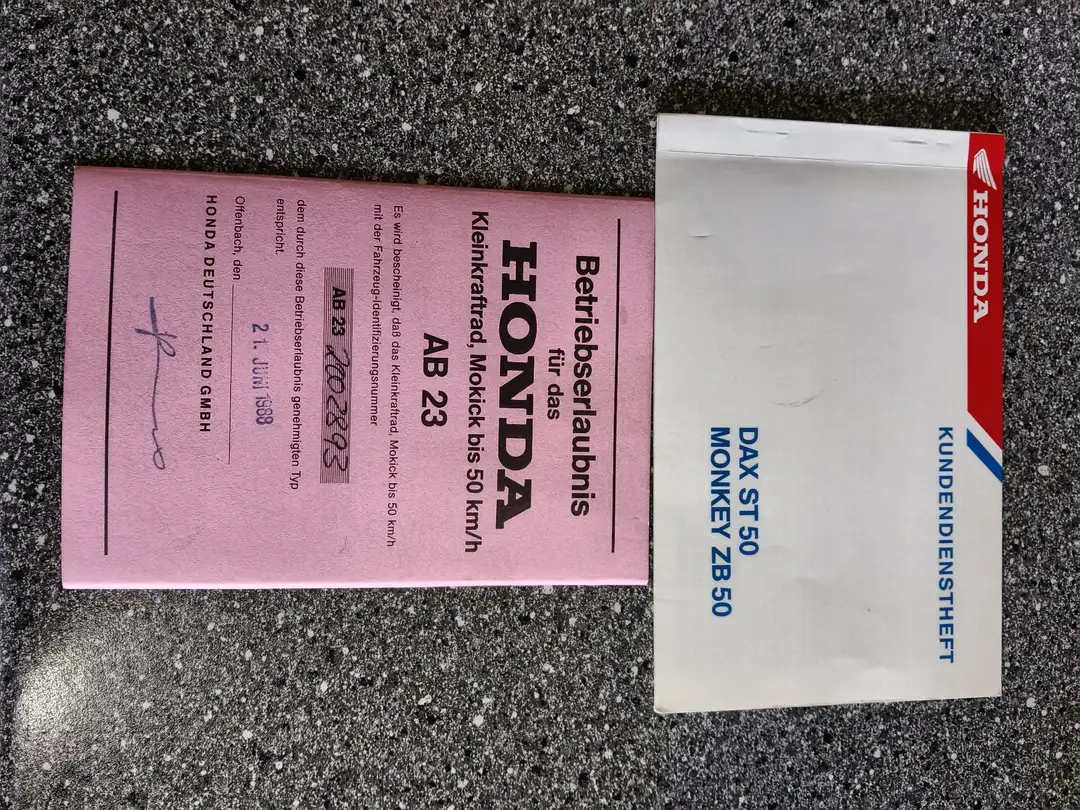 Betriebserlaubnis
für das
HONDA
Kleinkraftrad, Mokick bis 50 km/h
AB 23
Es wird bescheinigt, daß das Kleinkraftrad, Mokick bis 50 km/h
mit der Fahrzeug-Identifizierungsnummer
AB 23 2002893
dem durch diese Betriebserlaubnis genehmigten Typ
entspricht.
Offenbach, den 21. JUNI 1988
HONDA DEUTSCHLAND GMBH
HONDA
KUNDENDIENSTHEFT
DAX ST 50
MONKEY ZB 50